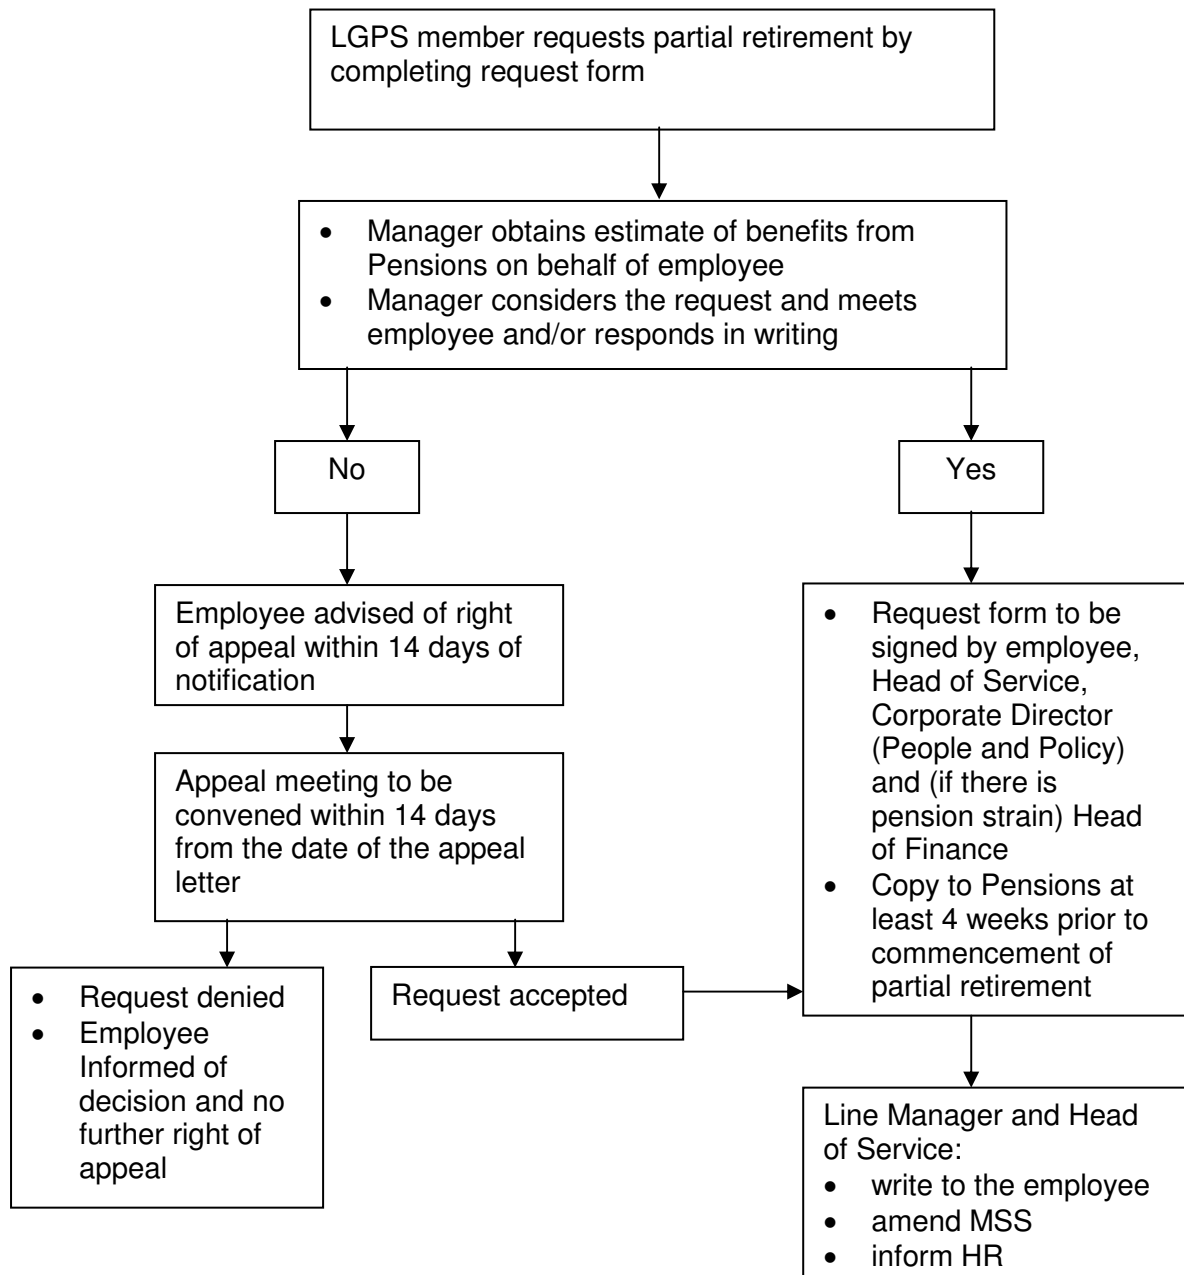 LGPS member requests partial retirement by
completing request form
• Manager obtains estimate of benefits from
Pensions on behalf of employee
• Manager considers the request and meets
employee and/or responds in writing
No
Yes
Employee advised of right
of appeal within 14 days of
notification
Appeal meeting to be
convened within 14 days
from the date of the appeal
letter
• Request denied
• Employee
Informed of
decision and no
further right of
appeal
Request accepted
• Request form to be
signed by employee,
Head of Service,
Corporate Director
(People and Policy)
and (if there is
pension strain) Head
of Finance
• Copy to Pensions at
least 4 weeks prior to
commencement of
partial retirement
Line Manager and Head
of Service:
• write to the employee
• amend MSS
• inform HR